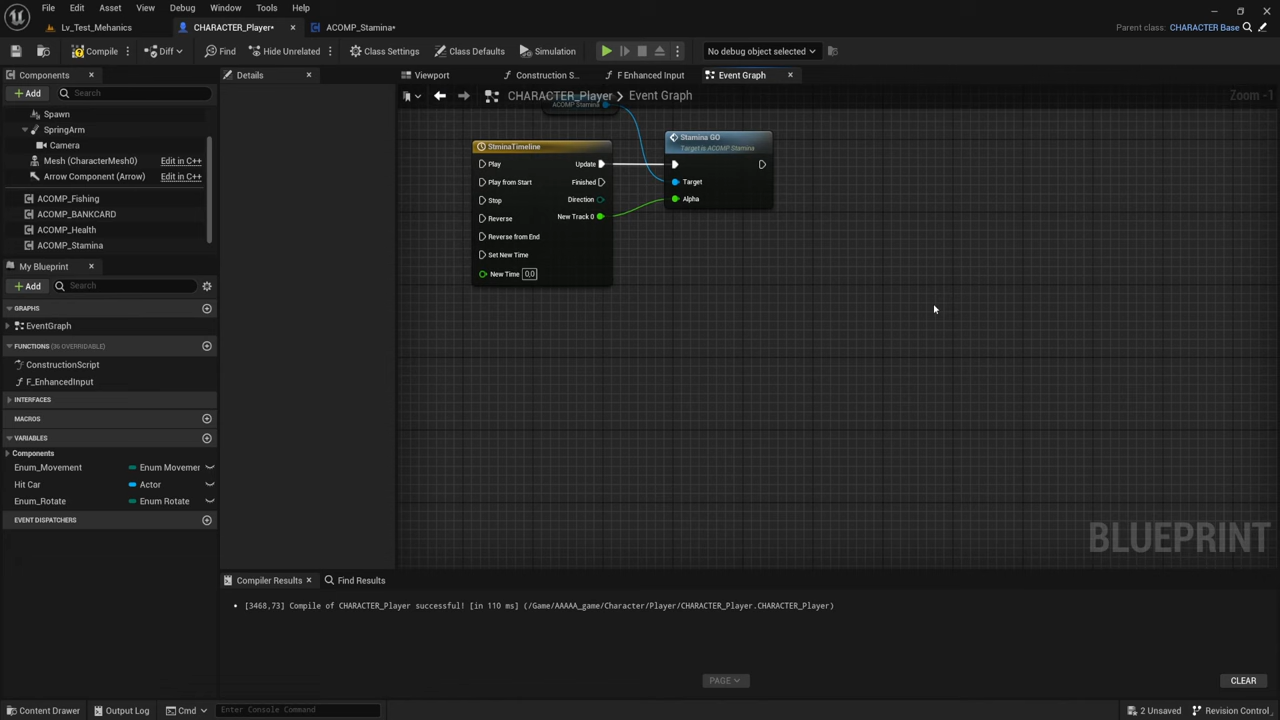 File Edit Asset View Debug Window Tools Help
Lv_Test_Mehanics
CHARACTER_Player*
ACOMP_Stamina*
Parent class: CHARACTER Base
Compile
Diff
Find
Hide Unrelated
Class Settings
Class Defaults
Simulation
No debug object selected
Components
Details
Viewport
Construction S...
F Enhanced Input
Event Graph
+ Add
Search
CHARACTER_Player > Event Graph
Zoom -1
Spawn
SpringArm
Camera
Mesh (CharacterMesh0) Edit in C++
Arrow Component (Arrow) Edit in C++
ACOMP_Fishing
ACOMP_BANKCARD
ACOMP_Health
ACOMP_Stamina
ACOMP Stamina
StminaTimeline
Play
Update
Play from Start
Finished
Stop
Direction
Reverse
New Track 0
Reverse from End
Set New Time
New Time 0,0
Stamina GO
Target is ACOMP Stamina
Target
Alpha
My Blueprint
+ Add
Search
GRAPHS
EventGraph
FUNCTIONS (36 OVERRIDABLE)
ConstructionScript
F_EnhancedInput
INTERFACES
MACROS
VARIABLES
Components
Enum_Movement Enum Movemer
Hit Car Actor
Enum_Rotate Enum Rotate
EVENT DISPATCHERS
BLUEPRINT
Compiler Results
Find Results
[3468,73] Compile of CHARACTER_Player successful! [in 110 ms] (/Game/AAAAA_game/Character/Player/CHARACTER_Player.CHARACTER_Player)
PAGE
CLEAR
Content Drawer
Output Log
Cmd
Enter Console Command
2 Unsaved
Revision Control